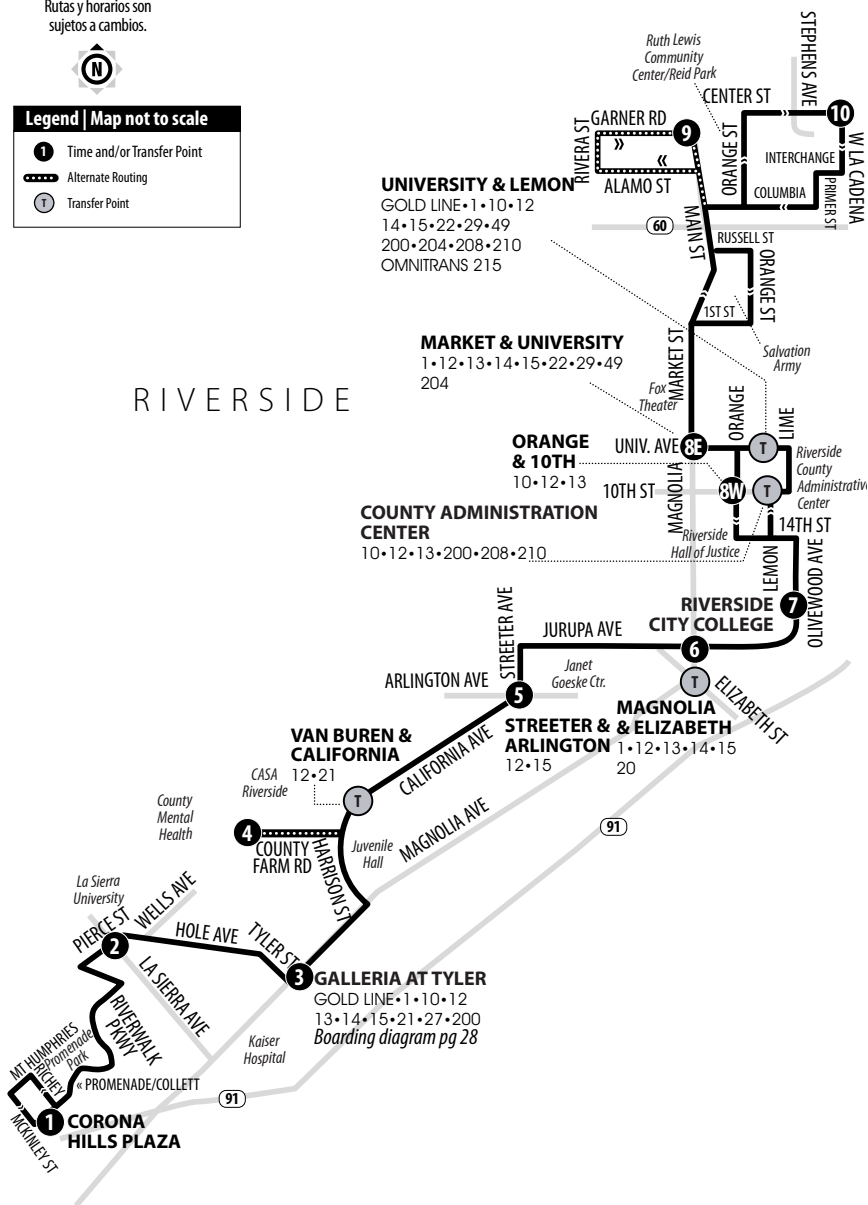 Rutas y horarios son
sujetos a cambios.
N
Legend | Map not to scale
1 Time and/or Transfer Point
Alternate Routing
T Transfer Point
RIVERSIDE
STEPHENS AVE
Ruth Lewis
Community
Center/Reid Park
CENTER ST
10
GARNER RD
9
RIVERA ST
»
«
ALAMO ST
ORANGE ST
INTERCHANGE
COLUMBIA
PRIMER ST
W LA CADENA
MAIN ST
60
RUSSELL ST
ORANGE ST
1ST ST
Salvation
Army
UNIVERSITY & LEMON
GOLD LINE•1•10•12
14•15•22•29•49
200•204•208•210
OMNITRANS 215
MARKET & UNIVERSITY
1•12•13•14•15•22•29•49
204
MARKET ST
Fox
Theater
ORANGE
LIME
UNIV. AVE
8E
T
ORANGE
& 10TH
10•12•13
10TH ST
8W
T
MAGNOLIA
Riverside
County
Administrative
Center
COUNTY ADMINISTRATION
CENTER
10•12•13•200•208•210
Riverside
Hall of Justice
14TH ST
LEMON
OLIVEWOOD AVE
7
RIVERSIDE
CITY COLLEGE
6
JURUPA AVE
STREETER AVE
Janet
Goeske Ctr.
ARLINGTON AVE
5
T
ELIZABETH ST
MAGNOLIA
& ELIZABETH
1•12•13•14•15
20
STREETER &
ARLINGTON
12•15
VAN BUREN &
CALIFORNIA
12•21
CALIFORNIA AVE
CASA
Riverside
T
County
Mental
Health
4
COUNTY
FARM RD
HARRISON ST
Juvenile
Hall
MAGNOLIA AVE
91
La Sierra
University
PIERCE ST
WELLS AVE
2
HOLE AVE
TYLER ST
3
GALLERIA AT TYLER
GOLD LINE•1•10•12
13•14•15•21•27•200
Boarding diagram pg 28
LA SIERRA AVE
Kaiser
Hospital
RIVERWALK
PKWY
MT HUMPHRIES
Promenade
Park
RICHEY
« PROMENADE/COLLETT
91
1
CORONA
HILLS PLAZA
MCKINLEY ST